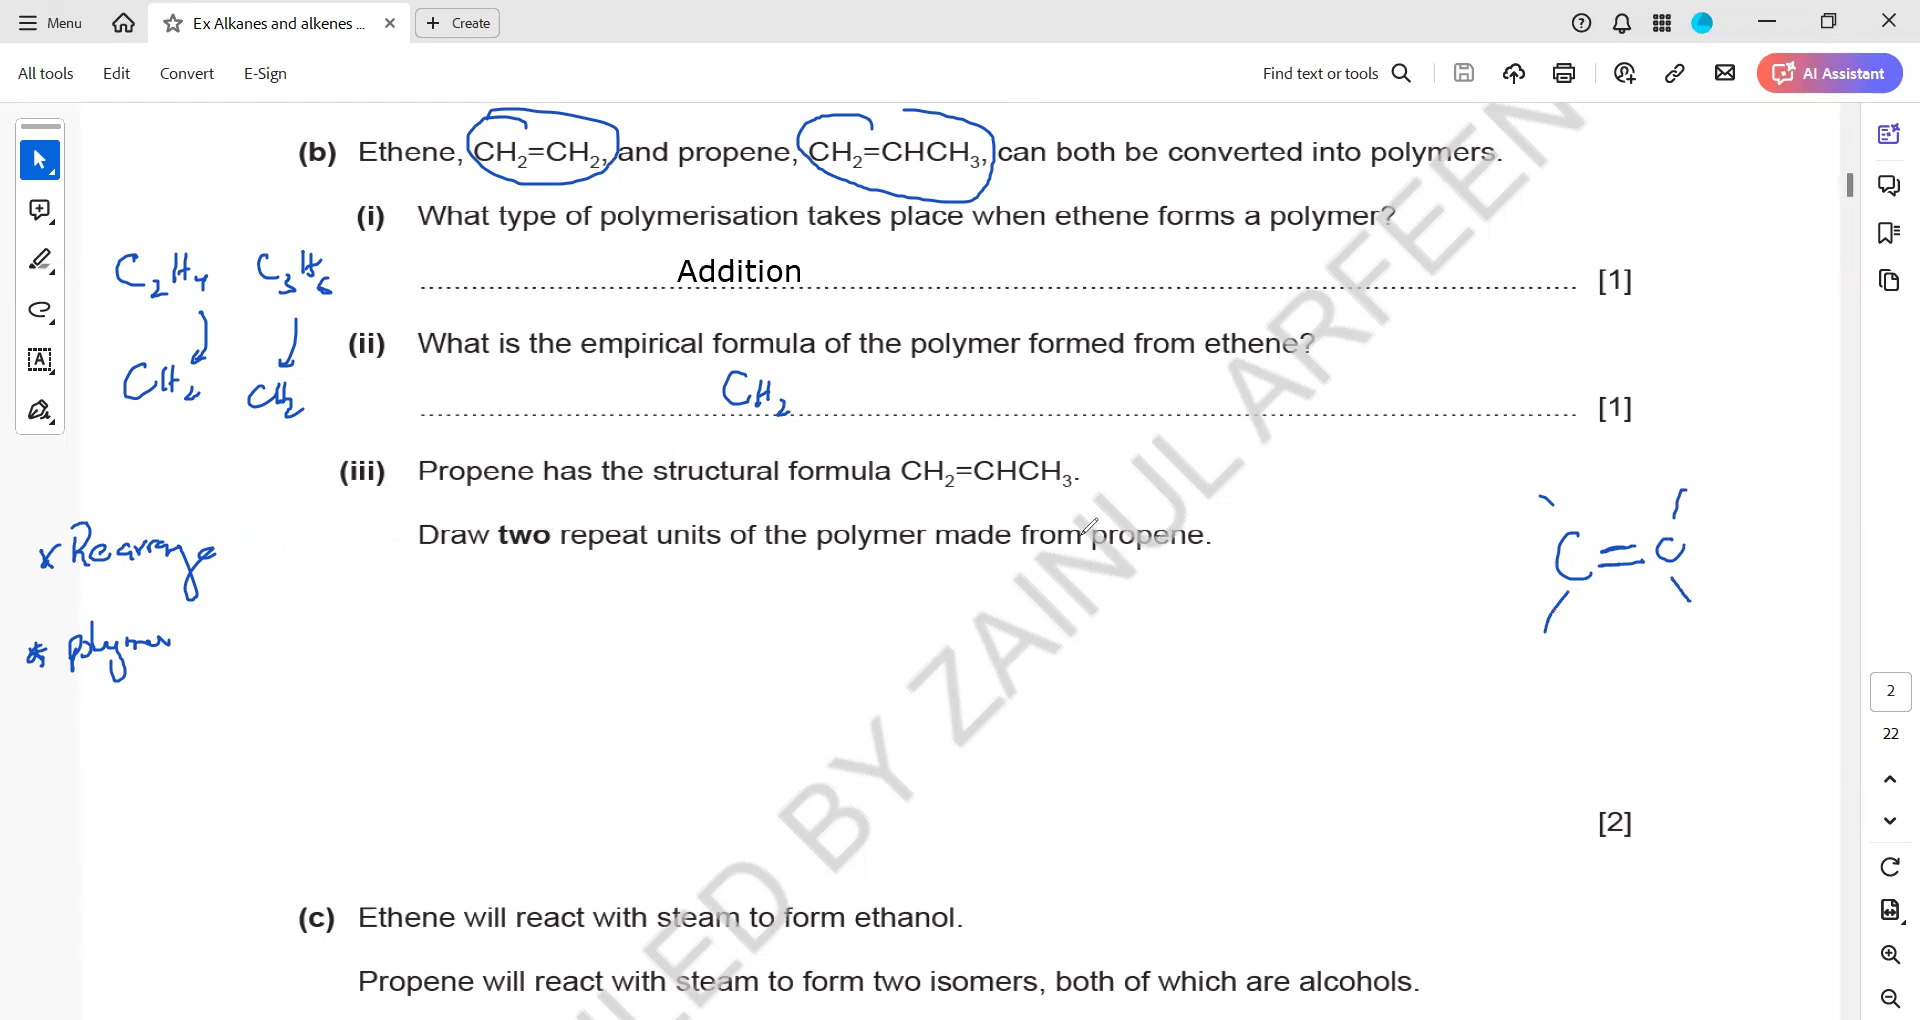 Menu
Ex Alkanes and alkenes ...
Create
All tools
Edit
Convert
E-Sign
Find text or tools
AI Assistant
(b) Ethene, CH₂=CH₂, and propene, CH₂=CHCH₃, can both be converted into polymers.
(i) What type of polymerisation takes place when ethene forms a polymer?
C₂H₄ C₃H₆
Addition
[1]
(ii) What is the empirical formula of the polymer formed from ethene?
CH₂ CH₂
CH₂
[1]
(iii) Propene has the structural formula CH₂=CHCH₃.
Draw two repeat units of the polymer made from propene.
* Rearrange
C=C
* Polymer
[2]
(c) Ethene will react with steam to form ethanol.
Propene will react with steam to form two isomers, both of which are alcohols.
2
22
ILED BY ZAINUL ARFEEN